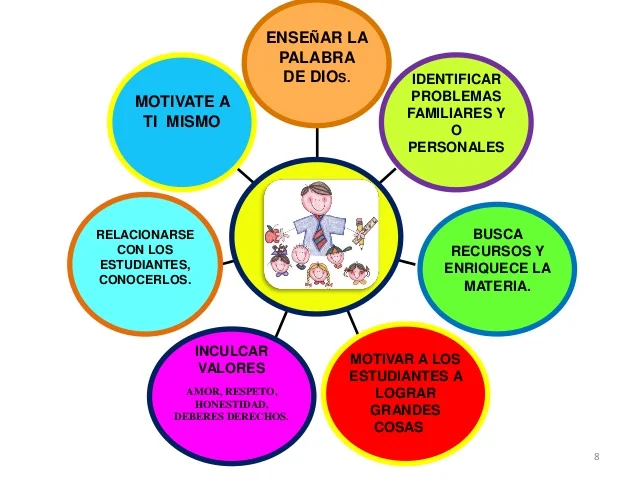 ENSEÑAR LA
PALABRA
DE DIOS.
IDENTIFICAR
PROBLEMAS
FAMILIARES Y
O
PERSONALES
BUSCA
RECURSOS Y
ENRIQUECE LA
MATERIA.
MOTIVAR A LOS
ESTUDIANTES A
LOGRAR
GRANDES
COSAS
INCULCAR
VALORES
AMOR, RESPETO,
HONESTIDAD,
DEBERES DERECHOS.
RELACIONARSE
CON LOS
ESTUDIANTES,
CONOCERLOS.
MOTIVATE A
TI MISMO
8